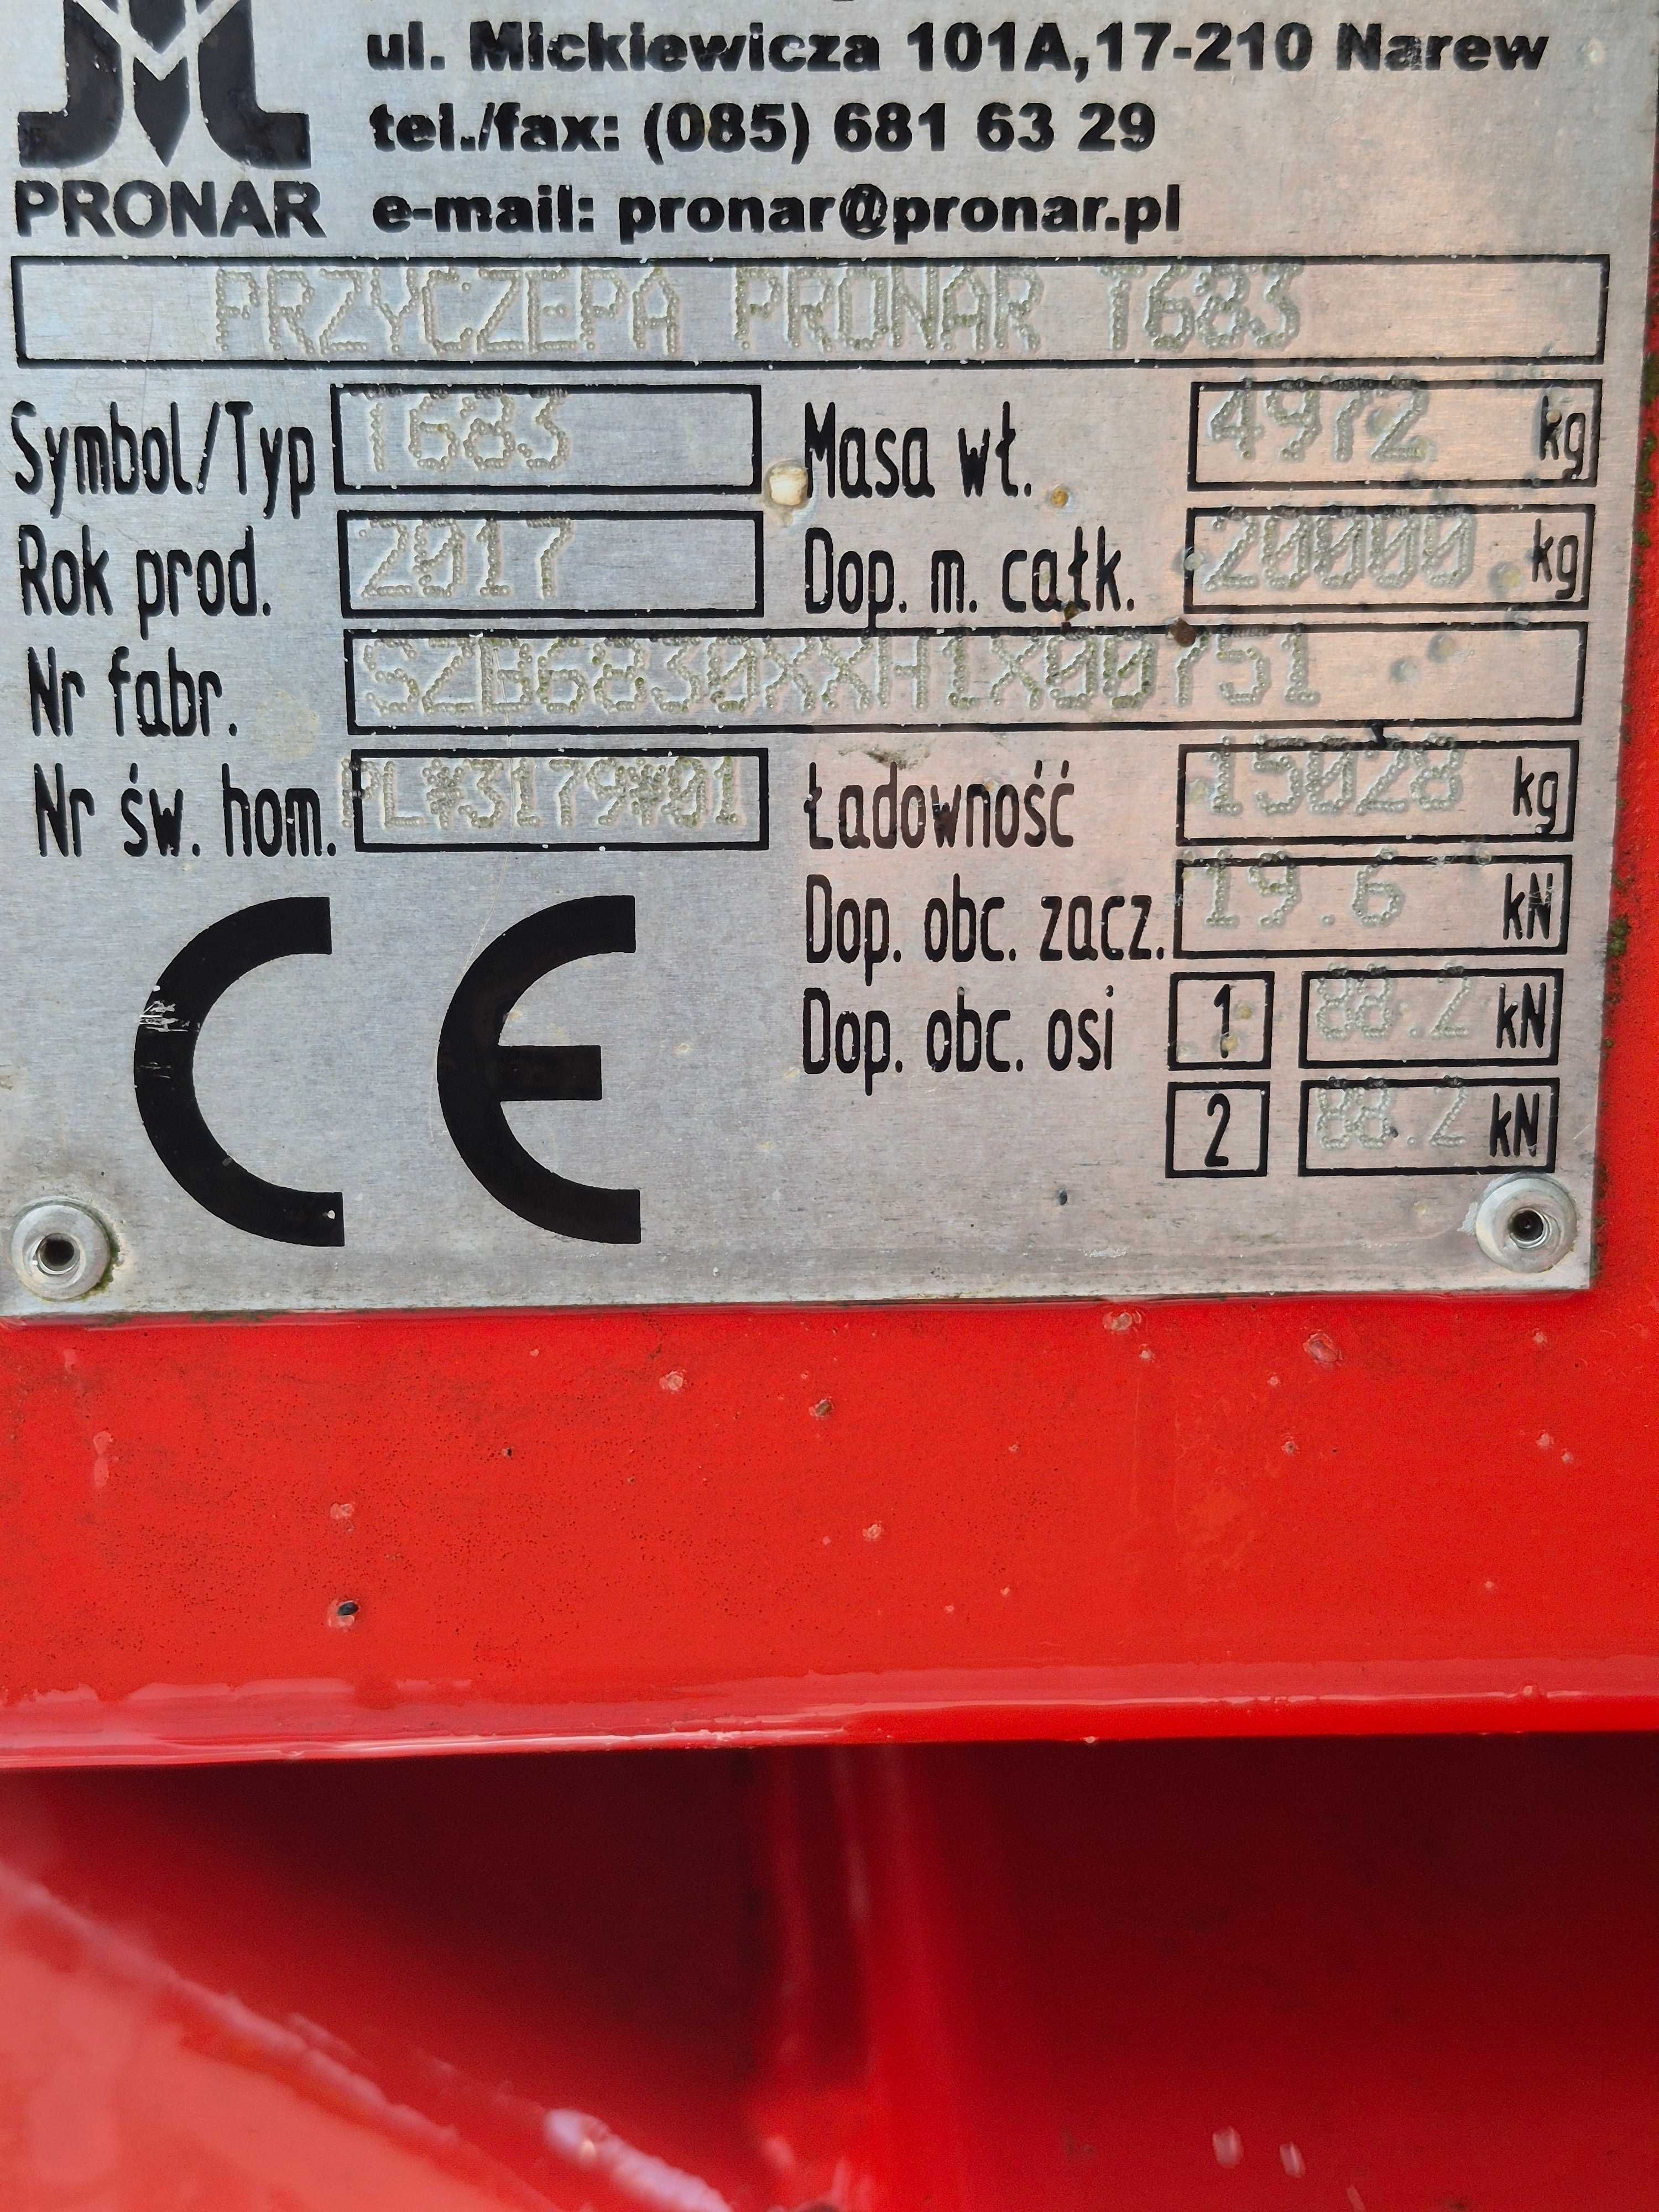 ul. Mickiewicza 101A,17-210 Narew
tel./fax: (085) 681 63 29
PRONAR e-mail: pronar@pronar.pl
PRZYCZEPA PRONAR T683
Symbol/Typ T683 Masa wł. 4972 kg
Rok prod. 2017 Dop. m. całk. 20000 kg
Nr fabr. SZB6830XXH1X00751
Nr św. hom. PL*3179*01 Ładowność 15028 kg
Dop. obc. zacz. 19.6 kN
Dop. obc. osi 1 88.2 kN
2 88.2 kN
CE